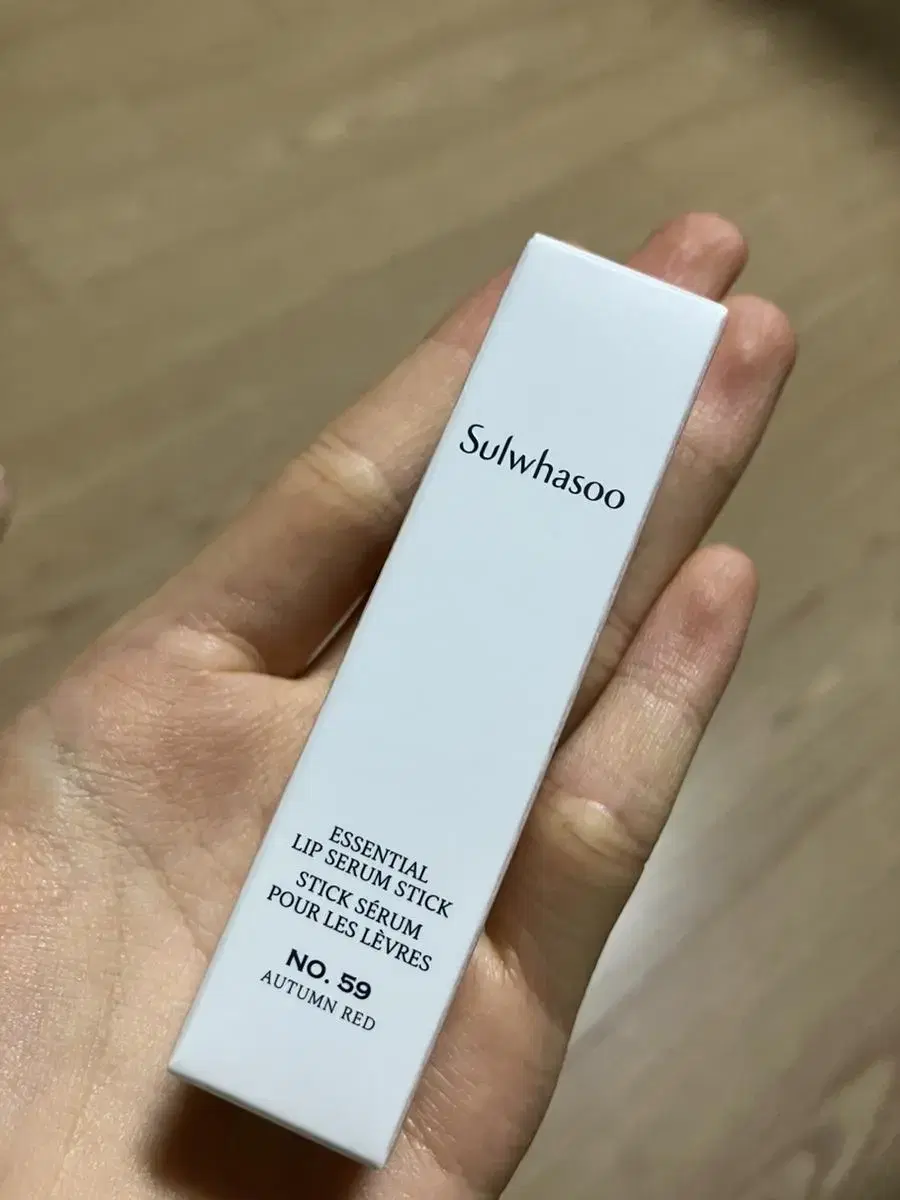 Sulwhasoo
ESSENTIAL
LIP SERUM STICK
STICK SÉRUM
POUR LES LÈVRES
NO. 59
AUTUMN RED